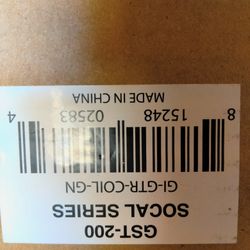 GST-200
SOCAL SERIES
GI-GTR-COIL-GN
8 15248 02583 4
MADE IN CHINA